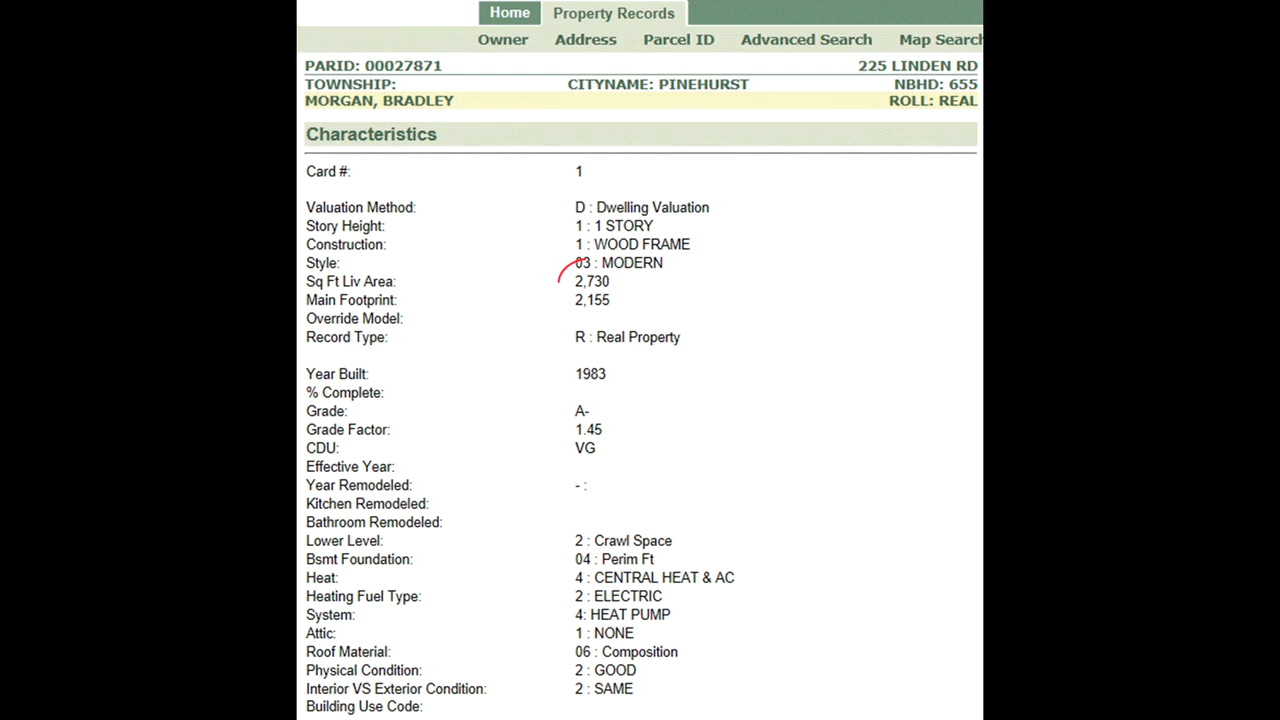 Home Property Records
Owner Address Parcel ID Advanced Search Map Search
PARID: 00027871 225 LINDEN RD
TOWNSHIP: CITYNAME: PINEHURST NBHD: 655
MORGAN, BRADLEY ROLL: REAL
Characteristics
Card #: 1
Valuation Method: D : Dwelling Valuation
Story Height: 1 : 1 STORY
Construction: 1 : WOOD FRAME
Style: 03 : MODERN
Sq Ft Liv Area: 2,730
Main Footprint: 2,155
Override Model:
Record Type: R : Real Property
Year Built: 1983
% Complete:
Grade: A-
Grade Factor: 1.45
CDU: VG
Effective Year:
Year Remodeled: - :
Kitchen Remodeled:
Bathroom Remodeled:
Lower Level: 2 : Crawl Space
Bsmt Foundation: 04 : Perim Ft
Heat: 4 : CENTRAL HEAT & AC
Heating Fuel Type: 2 : ELECTRIC
System: 4: HEAT PUMP
Attic: 1 : NONE
Roof Material: 06 : Composition
Physical Condition: 2 : GOOD
Interior VS Exterior Condition: 2 : SAME
Building Use Code: